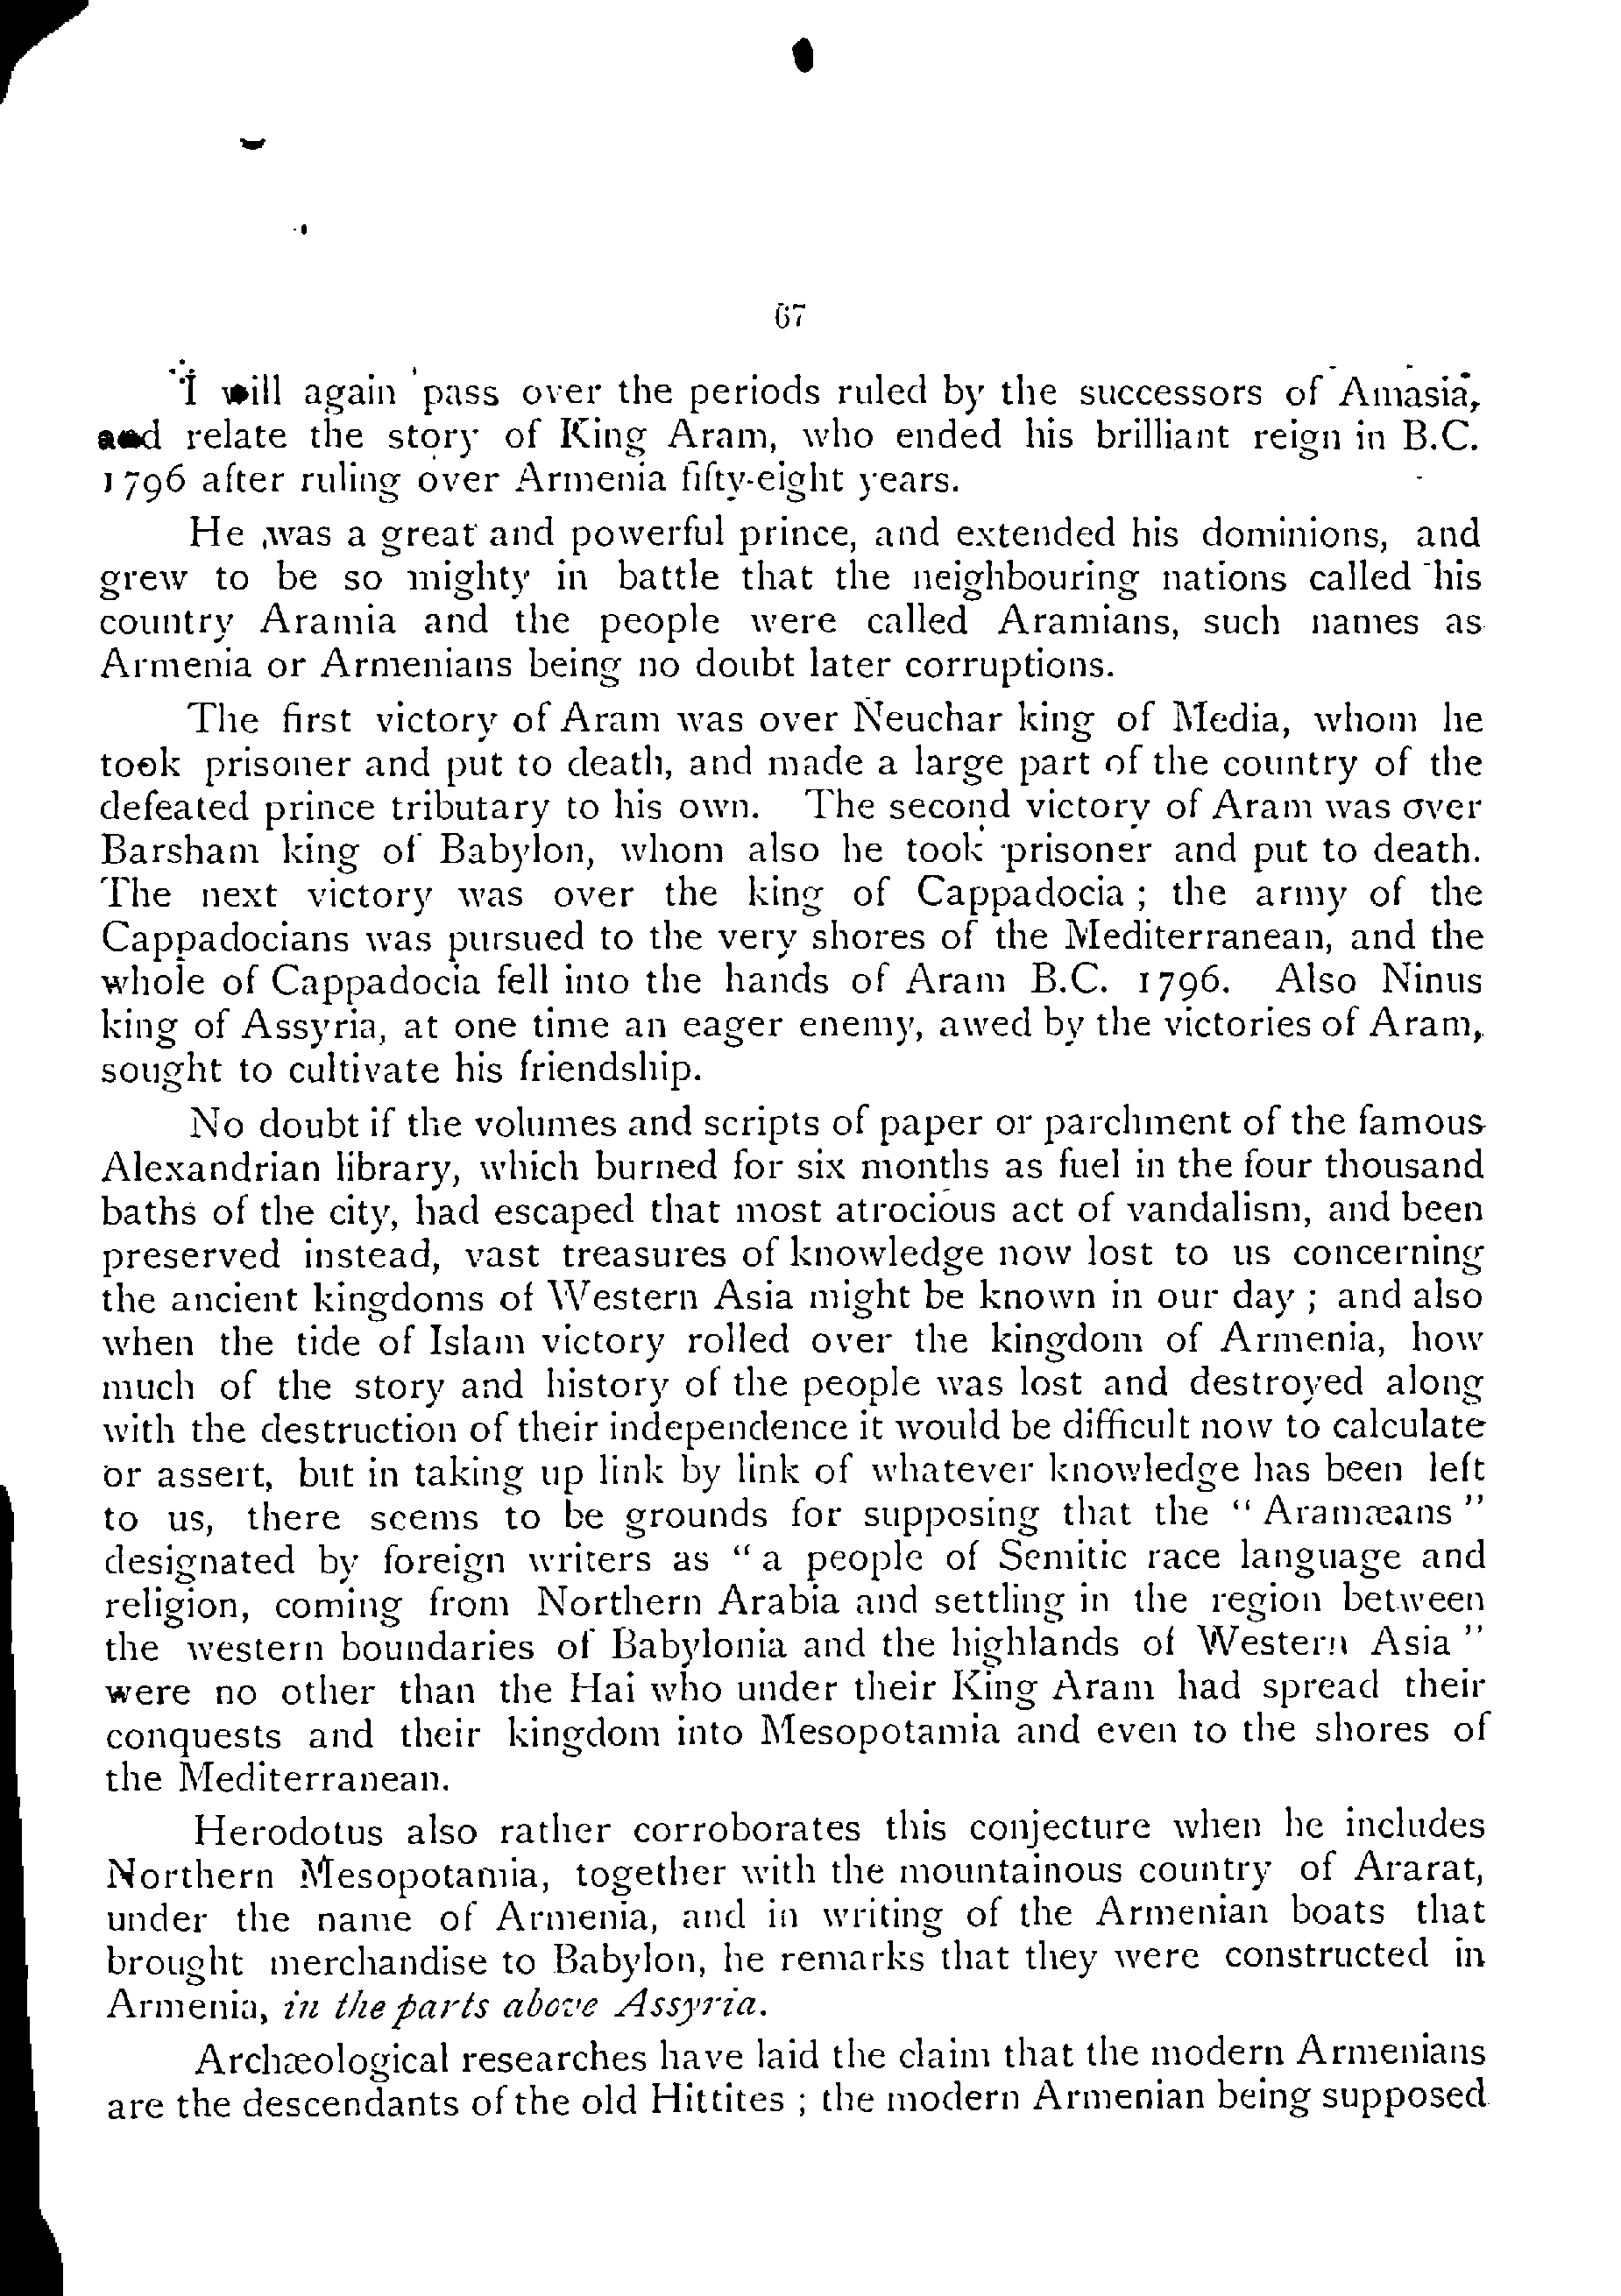 67
I will again pass over the periods ruled by the successors of Amasia,
and relate the story of King Aram, who ended his brilliant reign in B.C.
1796 after ruling over Armenia fifty-eight years.
He was a great and powerful prince, and extended his dominions, and
grew to be so mighty in battle that the neighbouring nations called his
country Aramia and the people were called Aramians, such names as
Armenia or Armenians being no doubt later corruptions.
The first victory of Aram was over Neuchar king of Media, whom he
took prisoner and put to death, and made a large part of the country of the
defeated prince tributary to his own. The second victory of Aram was over
Barsham king of Babylon, whom also he took prisoner and put to death.
The next victory was over the king of Cappadocia ; the army of the
Cappadocians was pursued to the very shores of the Mediterranean, and the
whole of Cappadocia fell into the hands of Aram B.C. 1796. Also Ninus
king of Assyria, at one time an eager enemy, awed by the victories of Aram,
sought to cultivate his friendship.
No doubt if the volumes and scripts of paper or parchment of the famous
Alexandrian library, which burned for six months as fuel in the four thousand
baths of the city, had escaped that most atrocious act of vandalism, and been
preserved instead, vast treasures of knowledge now lost to us concerning
the ancient kingdoms of Western Asia might be known in our day ; and also
when the tide of Islam victory rolled over the kingdom of Armenia, how
much of the story and history of the people was lost and destroyed along
with the destruction of their independence it would be difficult now to calculate
or assert, but in taking up link by link of whatever knowledge has been left
to us, there seems to be grounds for supposing that the " Aramæans "
designated by foreign writers as " a people of Semitic race language and
religion, coming from Northern Arabia and settling in the region between
the western boundaries of Babylonia and the highlands of Western Asia "
were no other than the Hai who under their King Aram had spread their
conquests and their kingdom into Mesopotamia and even to the shores of
the Mediterranean.
Herodotus also rather corroborates this conjecture when he includes
Northern Mesopotamia, together with the mountainous country of Ararat,
under the name of Armenia, and in writing of the Armenian boats that
brought merchandise to Babylon, he remarks that they were constructed in
Armenia, in the parts above Assyria.
Archæological researches have laid the claim that the modern Armenians
are the descendants of the old Hittites ; the modern Armenian being supposed